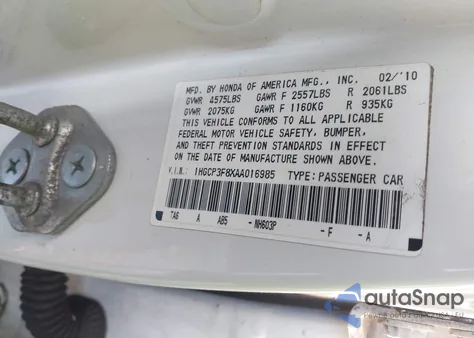 MFD. BY HONDA OF AMERICA MFG., INC. 02/'10
GVWR 4575LBS GAWR F 2557LBS R 2061LBS
GVWR 2075KG GAWR F 1160KG R 935KG
THIS VEHICLE CONFORMS TO ALL APPLICABLE
FEDERAL MOTOR VEHICLE SAFETY, BUMPER,
AND THEFT PREVENTION STANDARDS IN EFFECT
ON THE DATE OF MANUFACTURE SHOWN ABOVE.
V.I.N. 1HGCP3F8XAA016985 TYPE:PASSENGER CAR
TA6 A AB5- NH603P -F -A
autoSnap